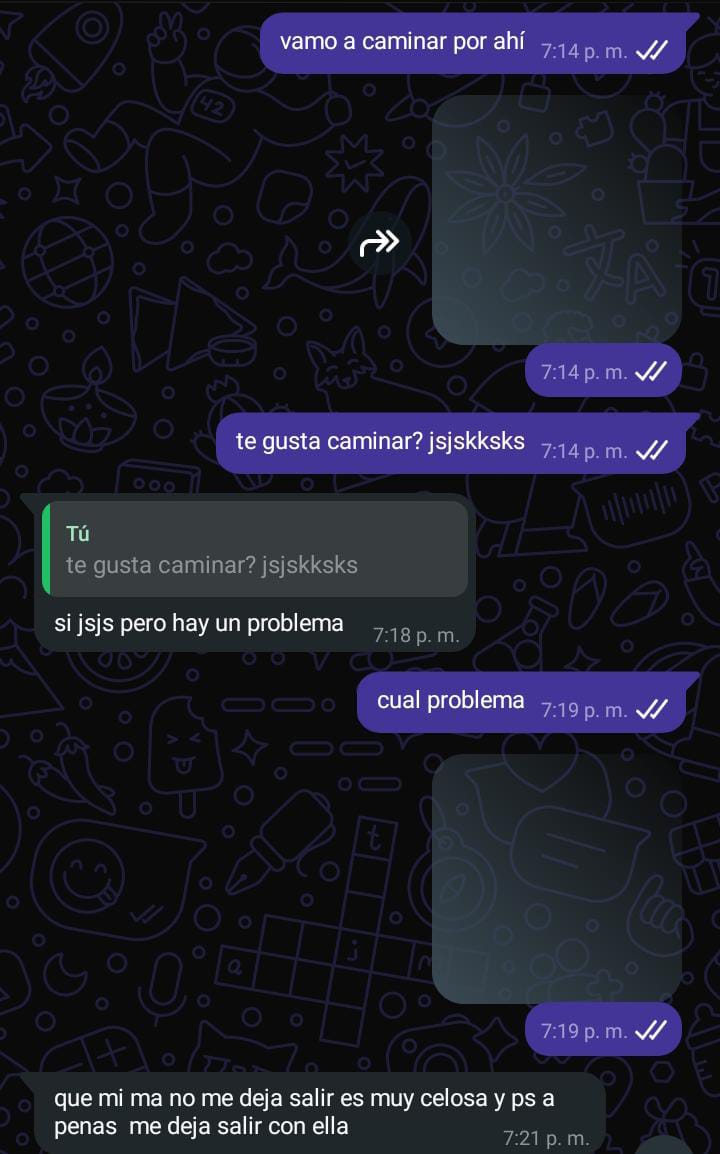 vamo a caminar por ahí 7:14 p. m.
7:14 p. m.
te gusta caminar? jsjskksks 7:14 p. m.
Tú
te gusta caminar? jsjskksks
si jsjs pero hay un problema 7:18 p. m.
cual problema 7:19 p. m.
7:19 p. m.
que mi ma no me deja salir es muy celosa y ps a
penas me deja salir con ella 7:21 p. m.